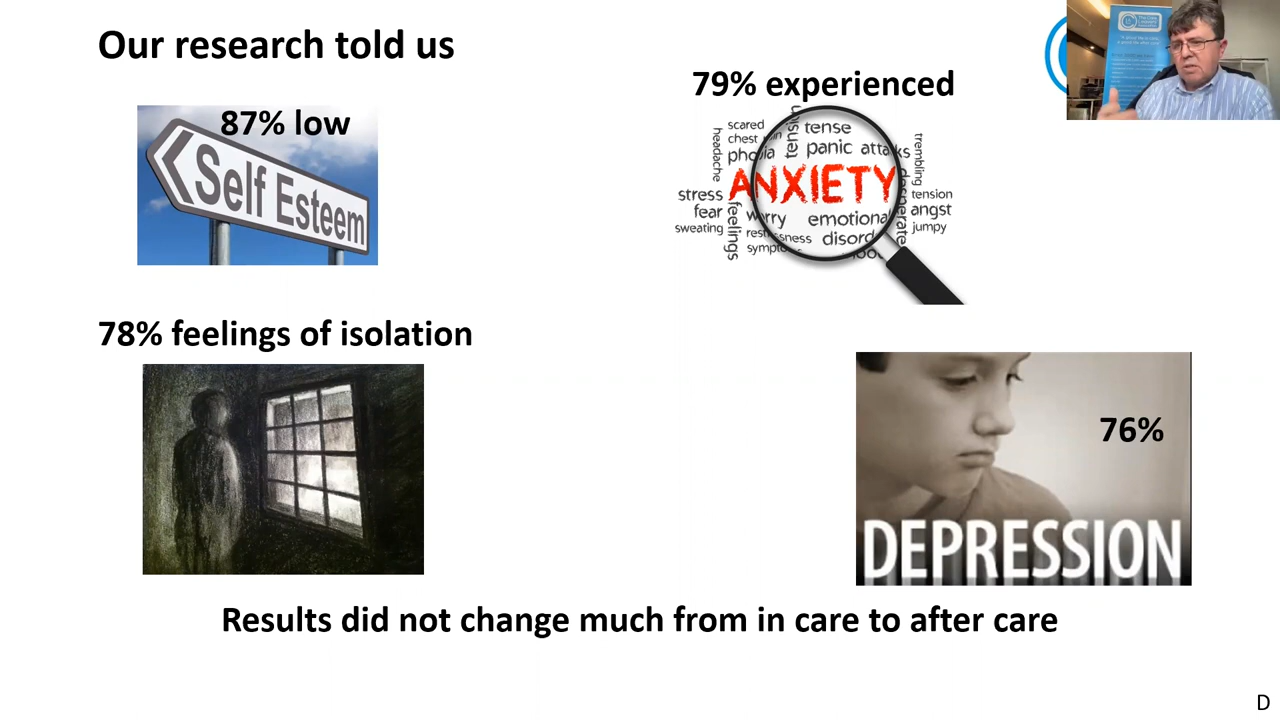 Our research told us
87% low
Self Esteem
79% experienced
scared
tense
chest
headache
panic attacks
trembling
ANXIETY
stress
tension
fear
feelings
worry
emotional
desperate
angst
sweating
jumpy
78% feelings of isolation
76%
DEPRESSION
Results did not change much from in care to after care
D